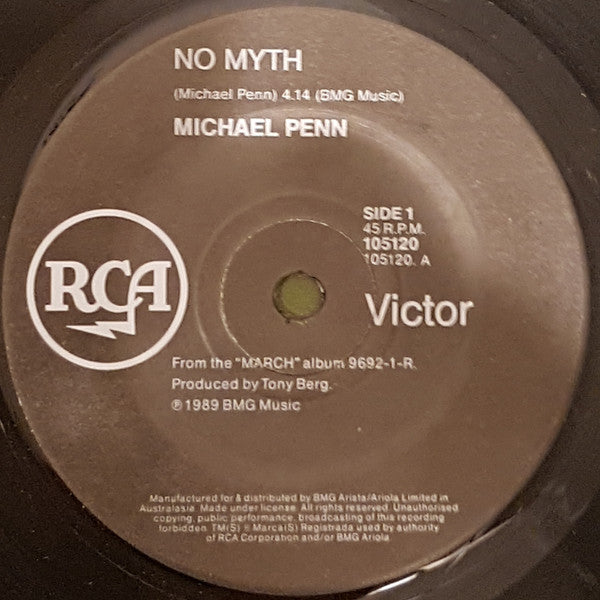 NO MYTH
(Michael Penn) 4.14 (BMG Music)
MICHAEL PENN
SIDE 1
45 R.P.M.
105120
105120. A
RCA
Victor
From the "MARCH" album 9692-1-R.
Produced by Tony Berg.
℗ 1989 BMG Music
Manufactured for & distributed by BMG Arista/Ariola Limited in
Australasia. Made under license. All rights reserved. Unauthorised
copying, public performance, broadcasting of this recording
forbidden. TM(S) ® Marca(S) Registrada used by authority
of RCA Corporation and/or BMG Ariola